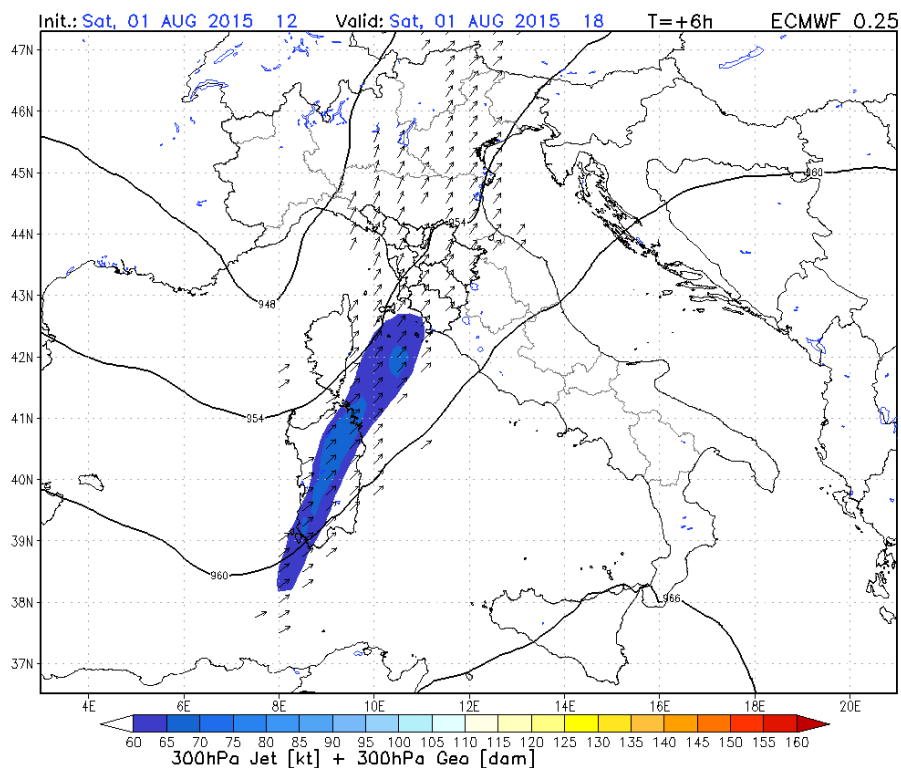 Init.: Sat, 01 AUG 2015 12 Valid: Sat, 01 AUG 2015 18 T=+6h ECMWF 0.25
47N
46N
45N
960
44N
954
43N
948
42N
954
41N
40N
39N
960
38N
966
37N
4E 6E 8E 10E 12E 14E 16E 18E 20E
60 65 70 75 80 85 90 95 100 105 110 115 120 125 130 135 140 145 150 155 160
300hPa Jet [kt] + 300hPa Geo [dam]